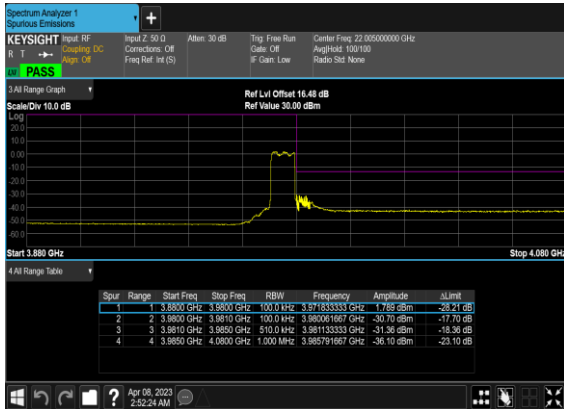 Spectrum Analyzer 1
Spurious Emissions
KEYSIGHT Input: RF Input Z: 50 Ω Atten: 30 dB Trig: Free Run Center Freq: 22.005000000 GHz
R T Coupling: DC Corrections: Off Gate: Off Avg|Hold: 100/100
Align: Off Freq Ref: Int (S) IF Gain: Low Radio Std: None
PASS
3 All Range Graph
Ref Lvl Offset 16.48 dB
Scale/Div 10.0 dB Ref Value 30.00 dBm
Log
20.0
10.0
0.00
-10.0
-20.0
-30.0
-40.0
-50.0
-60.0
Start 3.880 GHz Stop 4.080 GHz
4 All Range Table
Spur Range Start Freq Stop Freq RBW Frequency Amplitude ΔLimit
1 1 3.8800 GHz 3.9800 GHz 100.0 kHz 3.971833333 GHz 1.789 dBm -28.21 dB
2 2 3.9800 GHz 3.9810 GHz 100.0 kHz 3.980061667 GHz -30.70 dBm -17.70 dB
3 3 3.9810 GHz 3.9850 GHz 510.0 kHz 3.981133333 GHz -31.36 dBm -18.36 dB
4 4 3.9850 GHz 4.0800 GHz 1.000 MHz 3.985791667 GHz -36.10 dBm -23.10 dB
Apr 08, 2023
2:52:24 AM